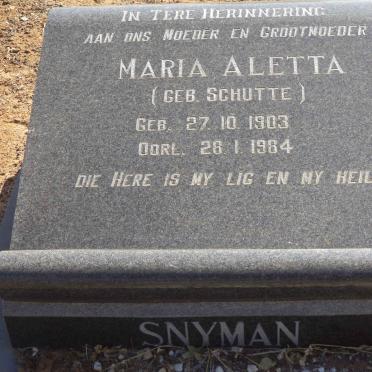 In Tere Herinnering
aan ons Moeder en Grootmoeder
Maria Aletta
( geb. Schutte )
Geb. 27. 10. 1903
Oorl. 28 · 1 · 1984
die Here is my lig en my heil
SNYMAN